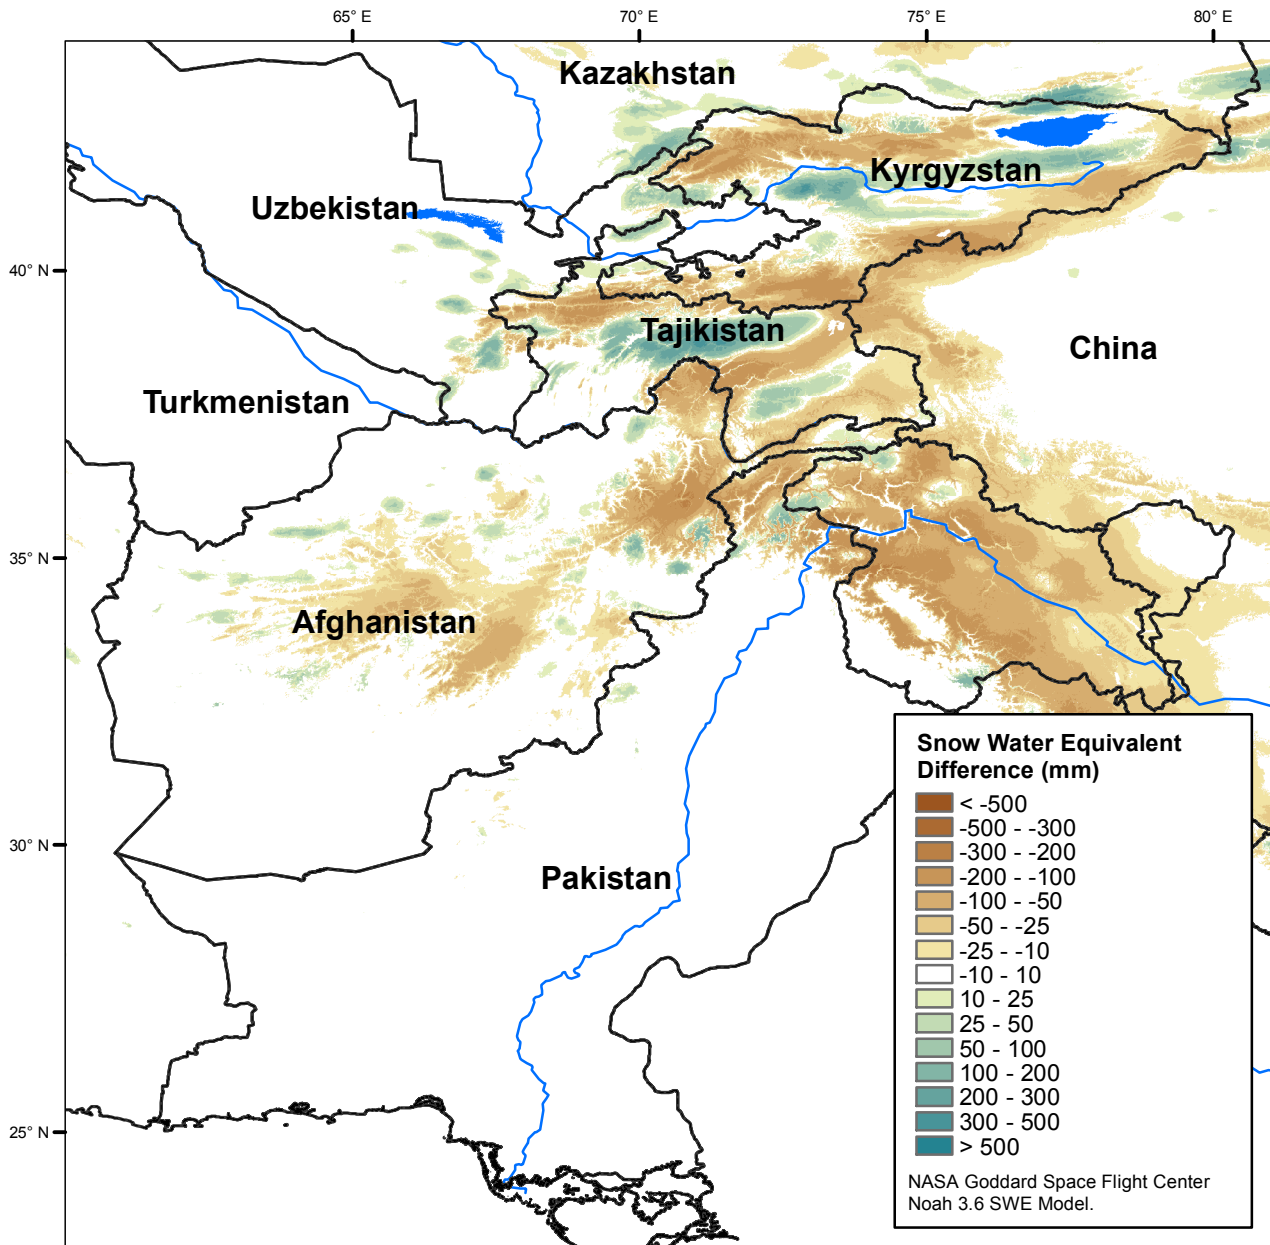 65° E
70° E
75° E
80° E
Kazakhstan
Kyrgyzstan
Uzbekistan
40° N
Tajikistan
China
Turkmenistan
35° N
Afghanistan
Snow Water Equivalent
Difference (mm)
< -500
-500 - -300
-300 - -200
-200 - -100
-100 - -50
-50 - -25
-25 - -10
-10 - 10
10 - 25
25 - 50
50 - 100
100 - 200
200 - 300
300 - 500
> 500
NASA Goddard Space Flight Center
Noah 3.6 SWE Model.
30° N
Pakistan
25° N